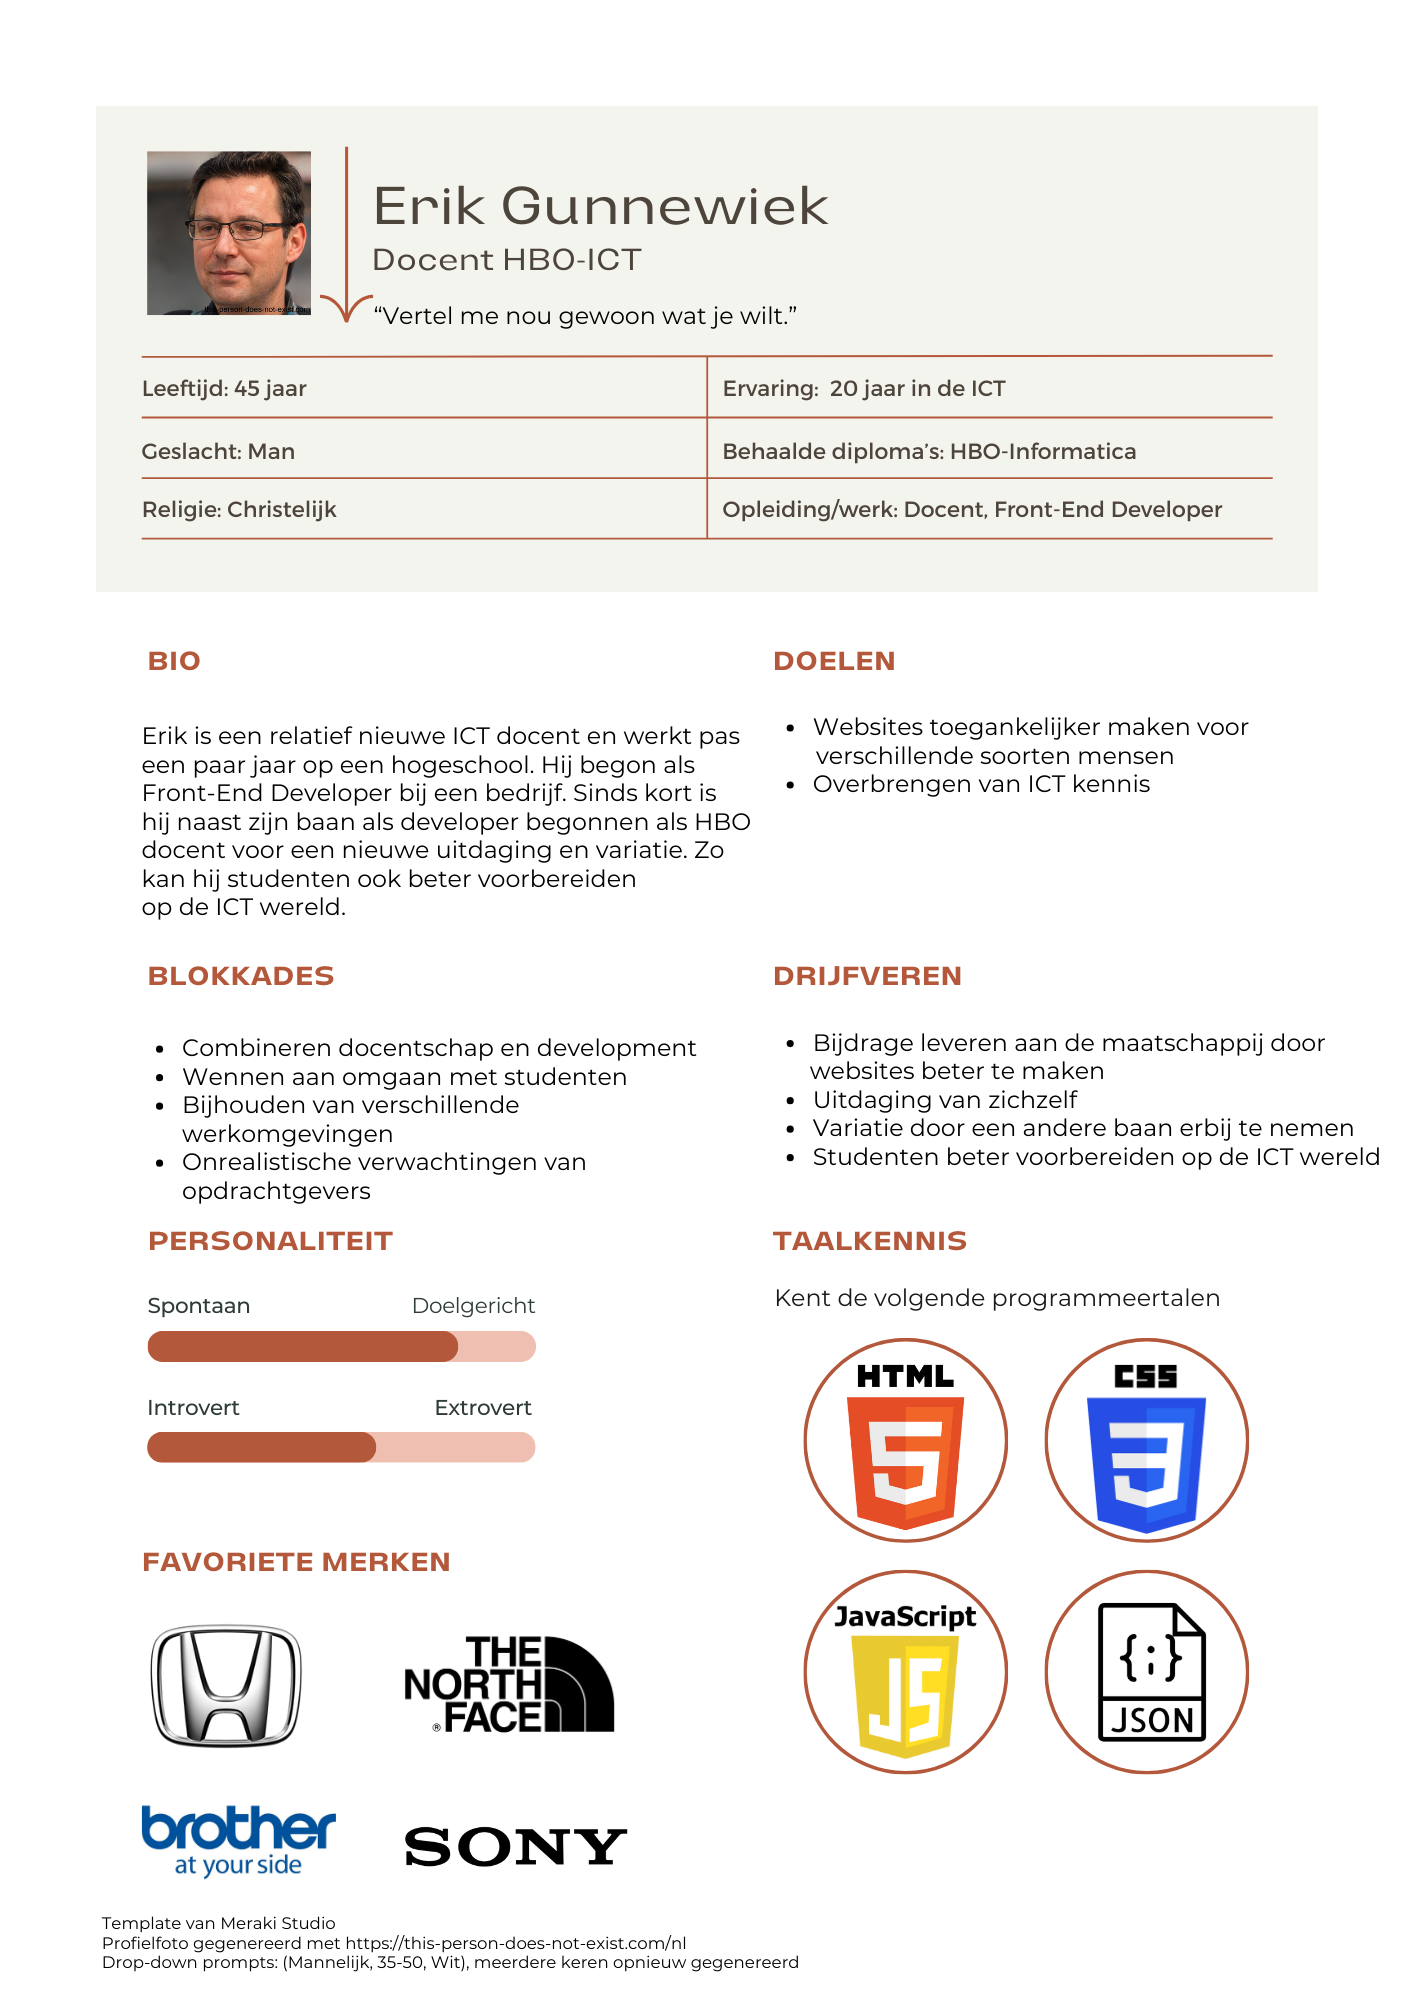 this-person-does-not-exist.com
Erik Gunnewiek
Docent HBO-ICT
“Vertel me nou gewoon wat je wilt.”
Leeftijd: 45 jaar
Ervaring:  20 jaar in de ICT
Geslacht: Man
Behaalde diploma’s: HBO-Informatica
Religie: Christelijk
Opleiding/werk: Docent, Front-End Developer
BIO
Erik is een relatief nieuwe ICT docent en werkt pas
een paar jaar op een hogeschool. Hij begon als
Front-End Developer bij een bedrijf. Sinds kort is
hij naast zijn baan als developer begonnen als HBO
docent voor een nieuwe uitdaging en variatie. Zo
kan hij studenten ook beter voorbereiden
op de ICT wereld.
DOELEN
• Websites toegankelijker maken voor
verschillende soorten mensen
• Overbrengen van ICT kennis
BLOKKADES
• Combineren docentschap en development
• Wennen aan omgaan met studenten
• Bijhouden van verschillende
werkomgevingen
• Onrealistische verwachtingen van
opdrachtgevers
DRIJFVEREN
• Bijdrage leveren aan de maatschappij door
websites beter te maken
• Uitdaging van zichzelf
• Variatie door een andere baan erbij te nemen
• Studenten beter voorbereiden op de ICT wereld
PERSONALITEIT
Spontaan Doelgericht
Introvert Extrovert
TAALKENNIS
Kent de volgende programmeertalen
HTML
5
CSS
3
JavaScript
JS
{;}
JSON
FAVORIETE MERKEN
THE
NORTH
® FACE
brother
at your side
SONY
Template van Meraki Studio
Profielfoto gegenereerd met https://this-person-does-not-exist.com/nl
Drop-down prompts: (Mannelijk, 35-50, Wit), meerdere keren opnieuw gegenereerd